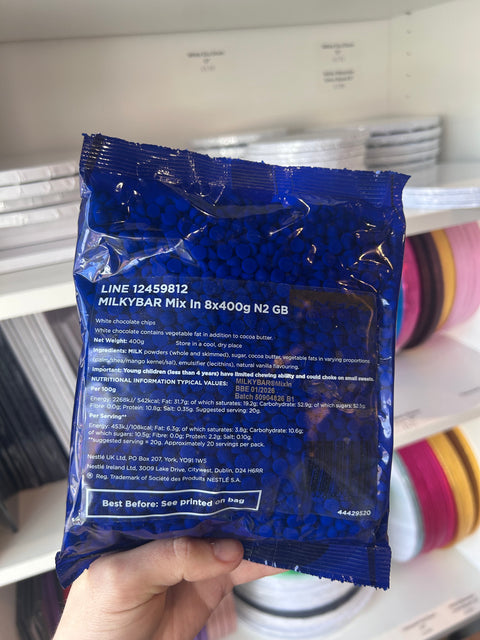 LINE 12459812
MILKYBAR Mix In 8x400g N2 GB
White chocolate chips
White chocolate contains vegetable fat in addition to cocoa butter.
Net Weight: 400g Store in a cool, dry place
Ingredients: MILK powders (whole and skimmed), sugar, cocoa butter, vegetable fats in varying proportions
(palm/shea/mango kernel/sal), emulsifier (lecithins), natural vanilla flavouring.
Important: Young children (less than 4 years) have limited chewing ability and could choke on small sweets.
NUTRITIONAL INFORMATION TYPICAL VALUES:
MILKYBAR®MixIn
BBE 01/2026
Batch 50904826 B1
Per 100g
Energy: 2268kJ/ 542kcal; Fat: 31.7g; of which saturates: 19.2g; Carbohydrate: 52.9g; of which sugars: 52.5g
Fibre: 0.0g; Protein: 10.8g; Salt: 0.35g. Suggested serving: 20g.
Per Serving**
Energy: 453kJ/108kcal; Fat: 6.3g; of which saturates: 3.8g; Carbohydrate: 10.6g;
of which sugars: 10.5g; Fibre: 0.0g; Protein: 2.2g; Salt: 0.10g.
**suggested serving = 20g. Approximately 20 servings per pack.
Nestlé UK Ltd, PO Box 207, York, YO91 1WS
Nestlé Ireland Ltd, 3009 Lake Drive, Citywest, Dublin, D24 H6RR
® Reg. Trademark of Société des Produits NESTLÉ S.A.
Best Before: See printed on bag
44429520